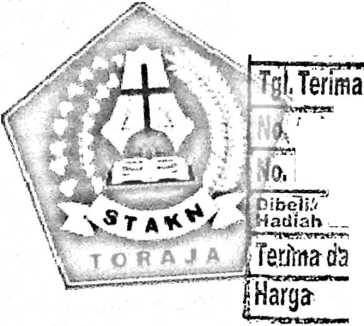 STAKN
TORAJA
Tgl. Terima
No.
No.
Dibeli/
Hadiah
Terima da
Harga